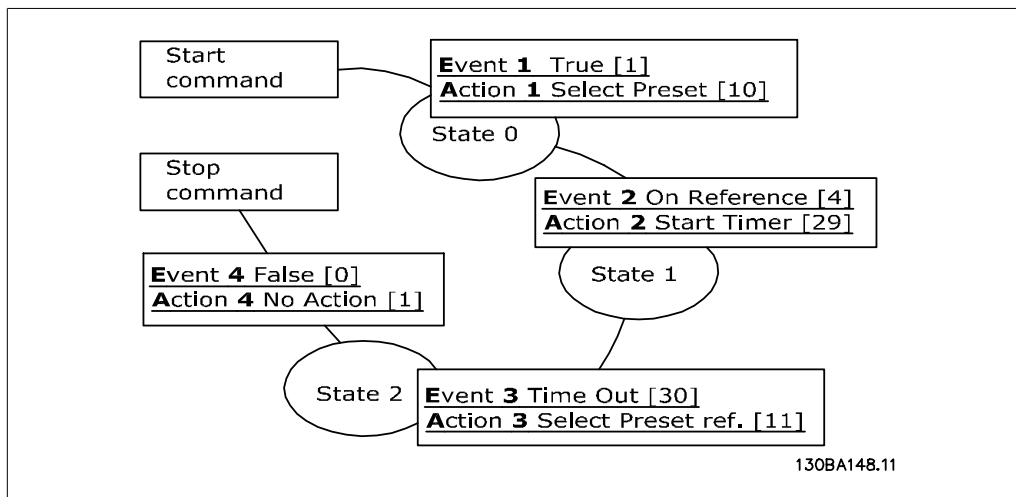 Start
command
Event 1 True [1]
Action 1 Select Preset [10]
State 0
Stop
command
Event 2 On Reference [4]
Action 2 Start Timer [29]
State 1
Event 4 False [0]
Action 4 No Action [1]
State 2
Event 3 Time Out [30]
Action 3 Select Preset ref. [11]
130BA148.11